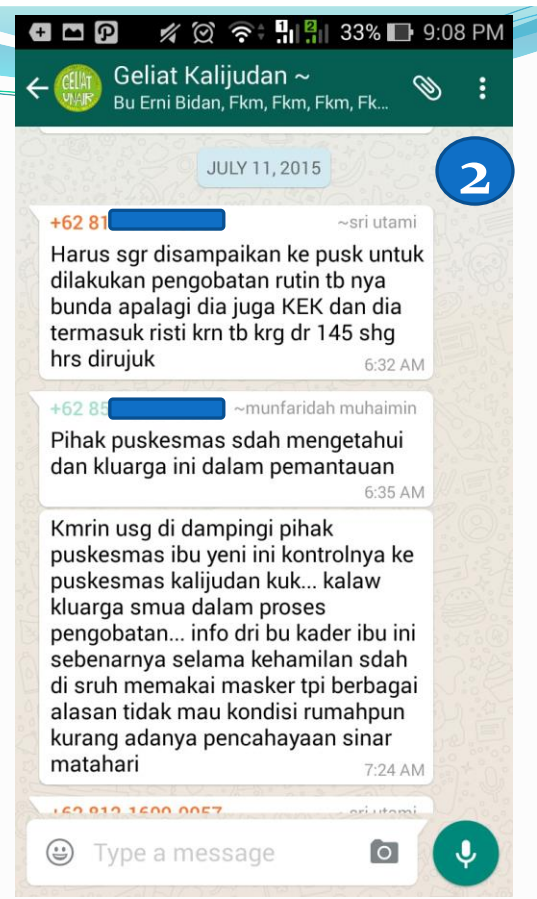 33% 9:08 PM
GELIAT
UNAIR
Geliat Kalijudan ~
Bu Erni Bidan, Fkm, Fkm, Fkm, Fk...
JULY 11, 2015
2
+62 81
~sri utami
Harus sgr disampaikan ke pusk untuk
dilakukan pengobatan rutin tb nya
bunda apalagi dia juga KEK dan dia
termasuk risti krn tb krg dr 145 shg
hrs dirujuk
6:32 AM
+62 85
~munfaridah muhaimin
Pihak puskesmas sdah mengetahui
dan kluarga ini dalam pemantauan
6:35 AM
Kmrin usg di dampingi pihak
puskesmas ibu yeni ini kontrolnya ke
puskesmas kalijudan kuk... kalaw
kluarga smua dalam proses
pengobatan... info dri bu kader ibu ini
sebenarnya selama kehamilan sdah
di sruh memakai masker tpi berbagai
alasan tidak mau kondisi rumahpun
kurang adanya pencahayaan sinar
matahari
7:24 AM
~sri utami
Type a message